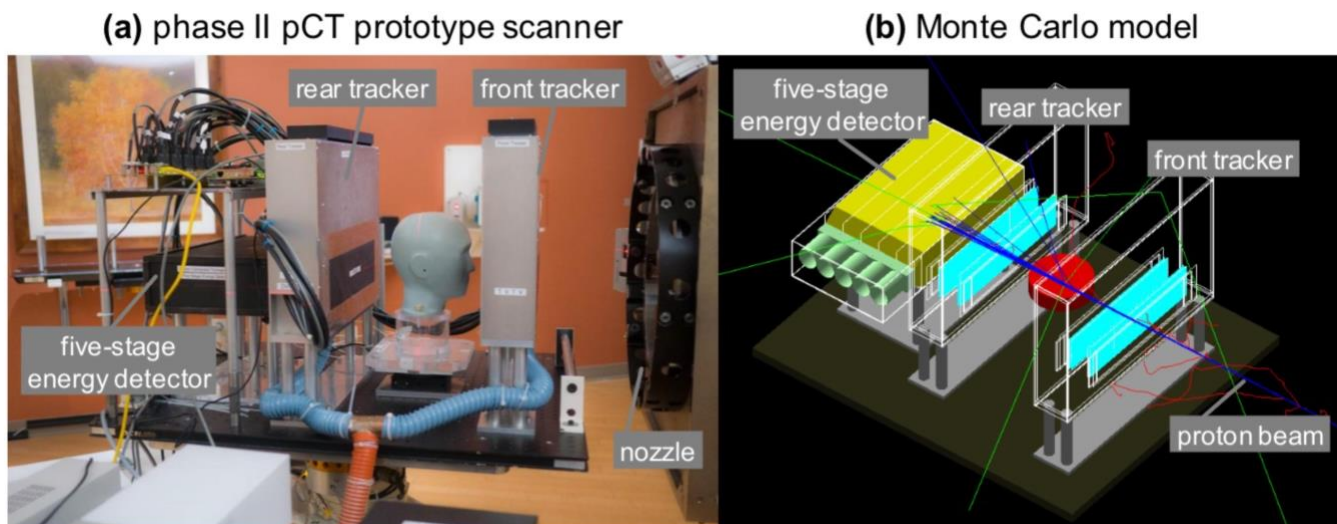 (a) phase II pCT prototype scanner
(b) Monte Carlo model
rear tracker
front tracker
five-stage
energy detector
nozzle
five-stage
energy detector
rear tracker
front tracker
proton beam